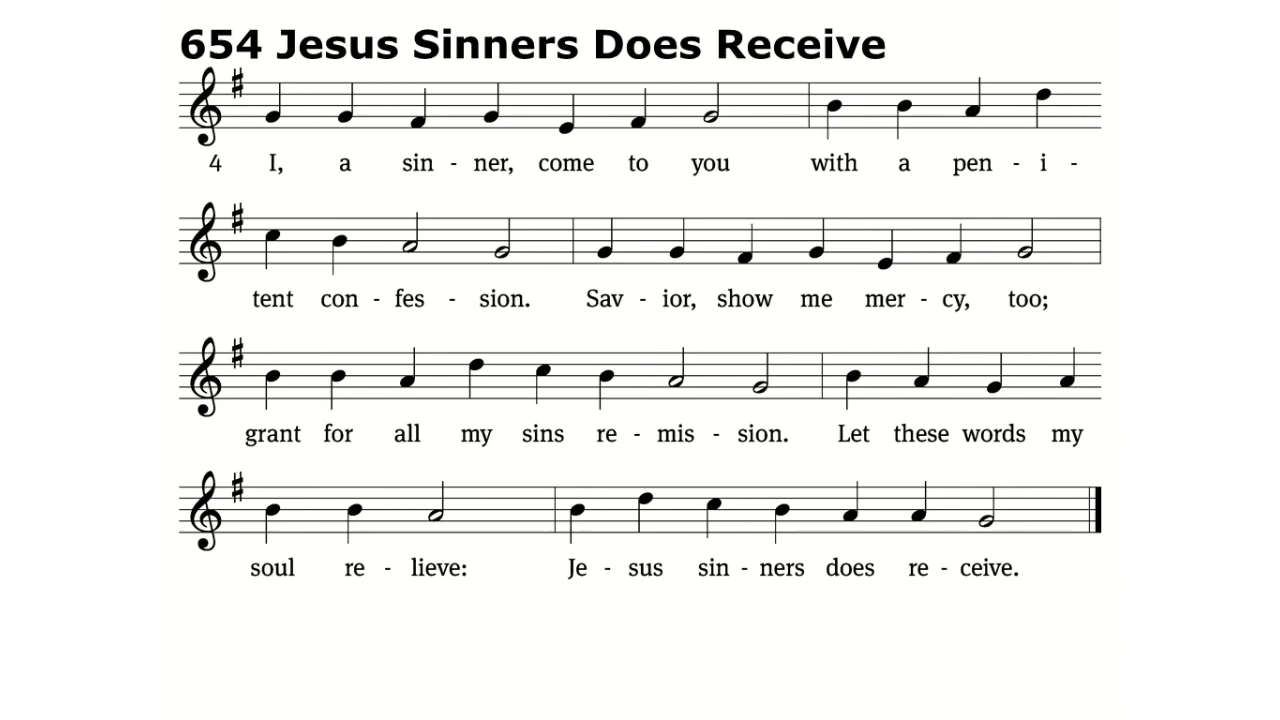 654 Jesus Sinners Does Receive
4 I, a sin - ner, come to you with a pen - i -
tent con - fes - sion. Sav - ior, show me mer - cy, too;
grant for all my sins re - mis - sion. Let these words my
soul re - lieve: Je - sus sin - ners does re - ceive.